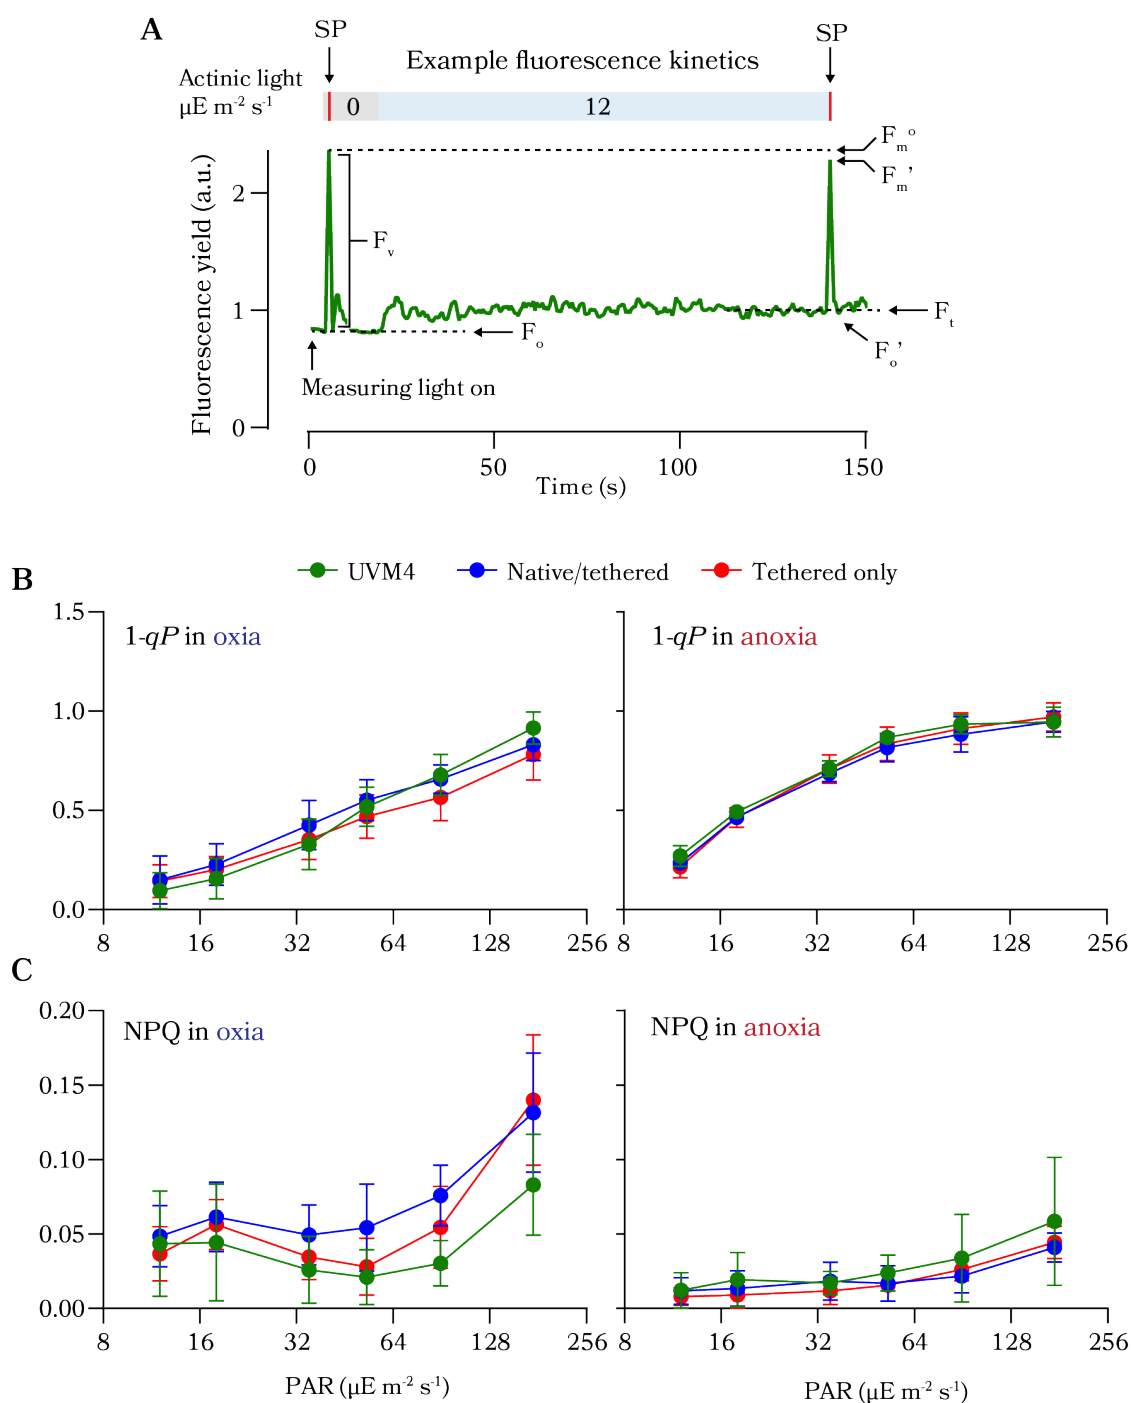 A
SP
SP
Example fluorescence kinetics
Actinic light
µE m⁻² s⁻¹
0
12
Fₘᵒ
Fₘ'
Fluorescence yield (a.u.)
2
1
0
Fᵥ
Fₒ
Fₜ
Fₒ'
Measuring light on
0
50
100
150
Time (s)
B
UVM4
Native/tethered
Tethered only
1-qP in oxia
1.5
1.0
0.5
0.0
8 16 32 64 128 256
1-qP in anoxia
8 16 32 64 128 256
C
NPQ in oxia
0.20
0.15
0.10
0.05
0.00
8 16 32 64 128 256
PAR (µE m⁻² s⁻¹)
NPQ in anoxia
8 16 32 64 128 256
PAR (µE m⁻² s⁻¹)